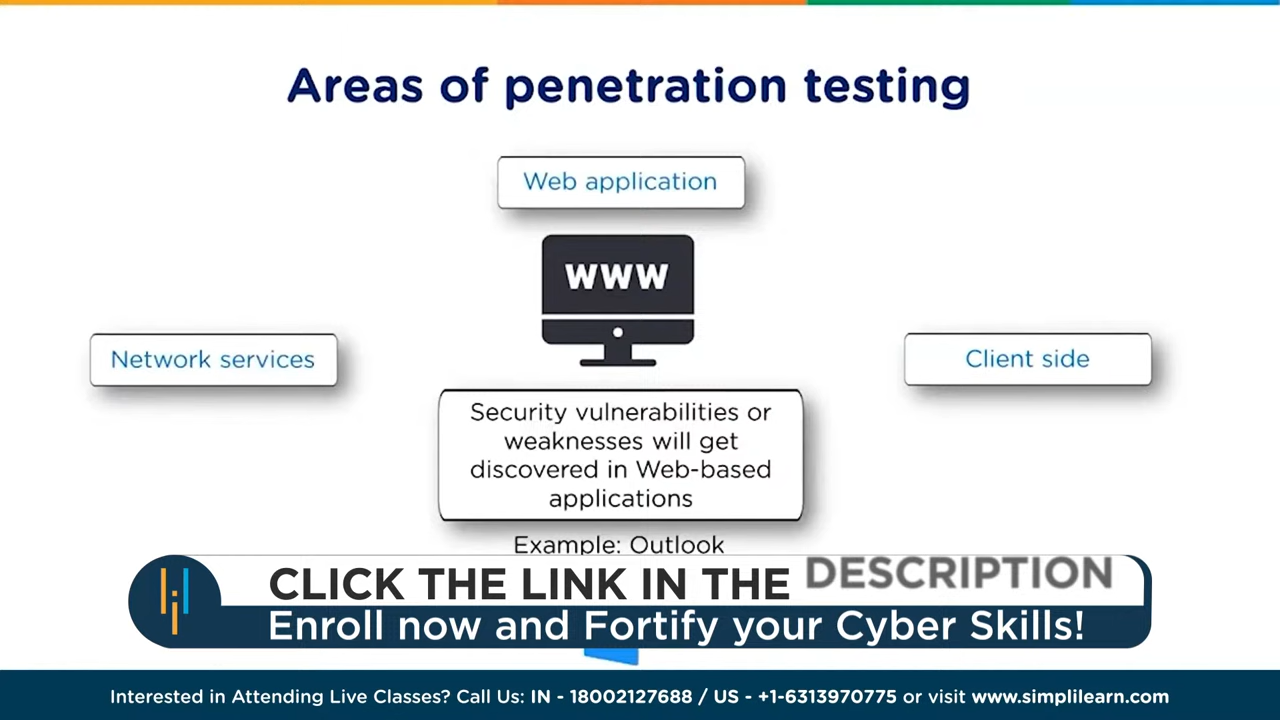 Areas of penetration testing
Web application
WWW
Network services
Client side
Security vulnerabilities or
weaknesses will get
discovered in Web-based
applications
Example: Outlook
CLICK THE LINK IN THE DESCRIPTION
Enroll now and Fortify your Cyber Skills!
Interested in Attending Live Classes? Call Us: IN - 18002127688 / US - +1-6313970775 or visit www.simplilearn.com